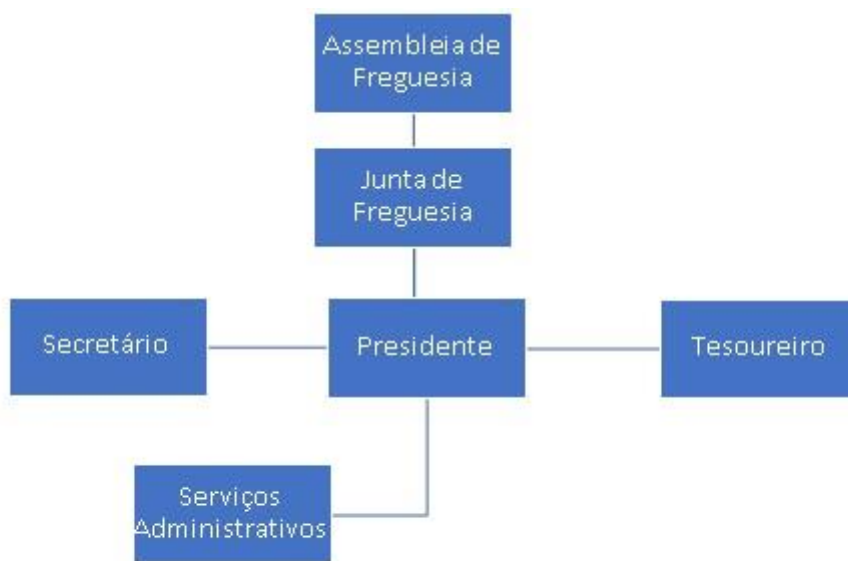 Assembleia de
Freguesia
Junta de
Freguesia
Secretário
Presidente
Tesoureiro
Serviços
Administrativos